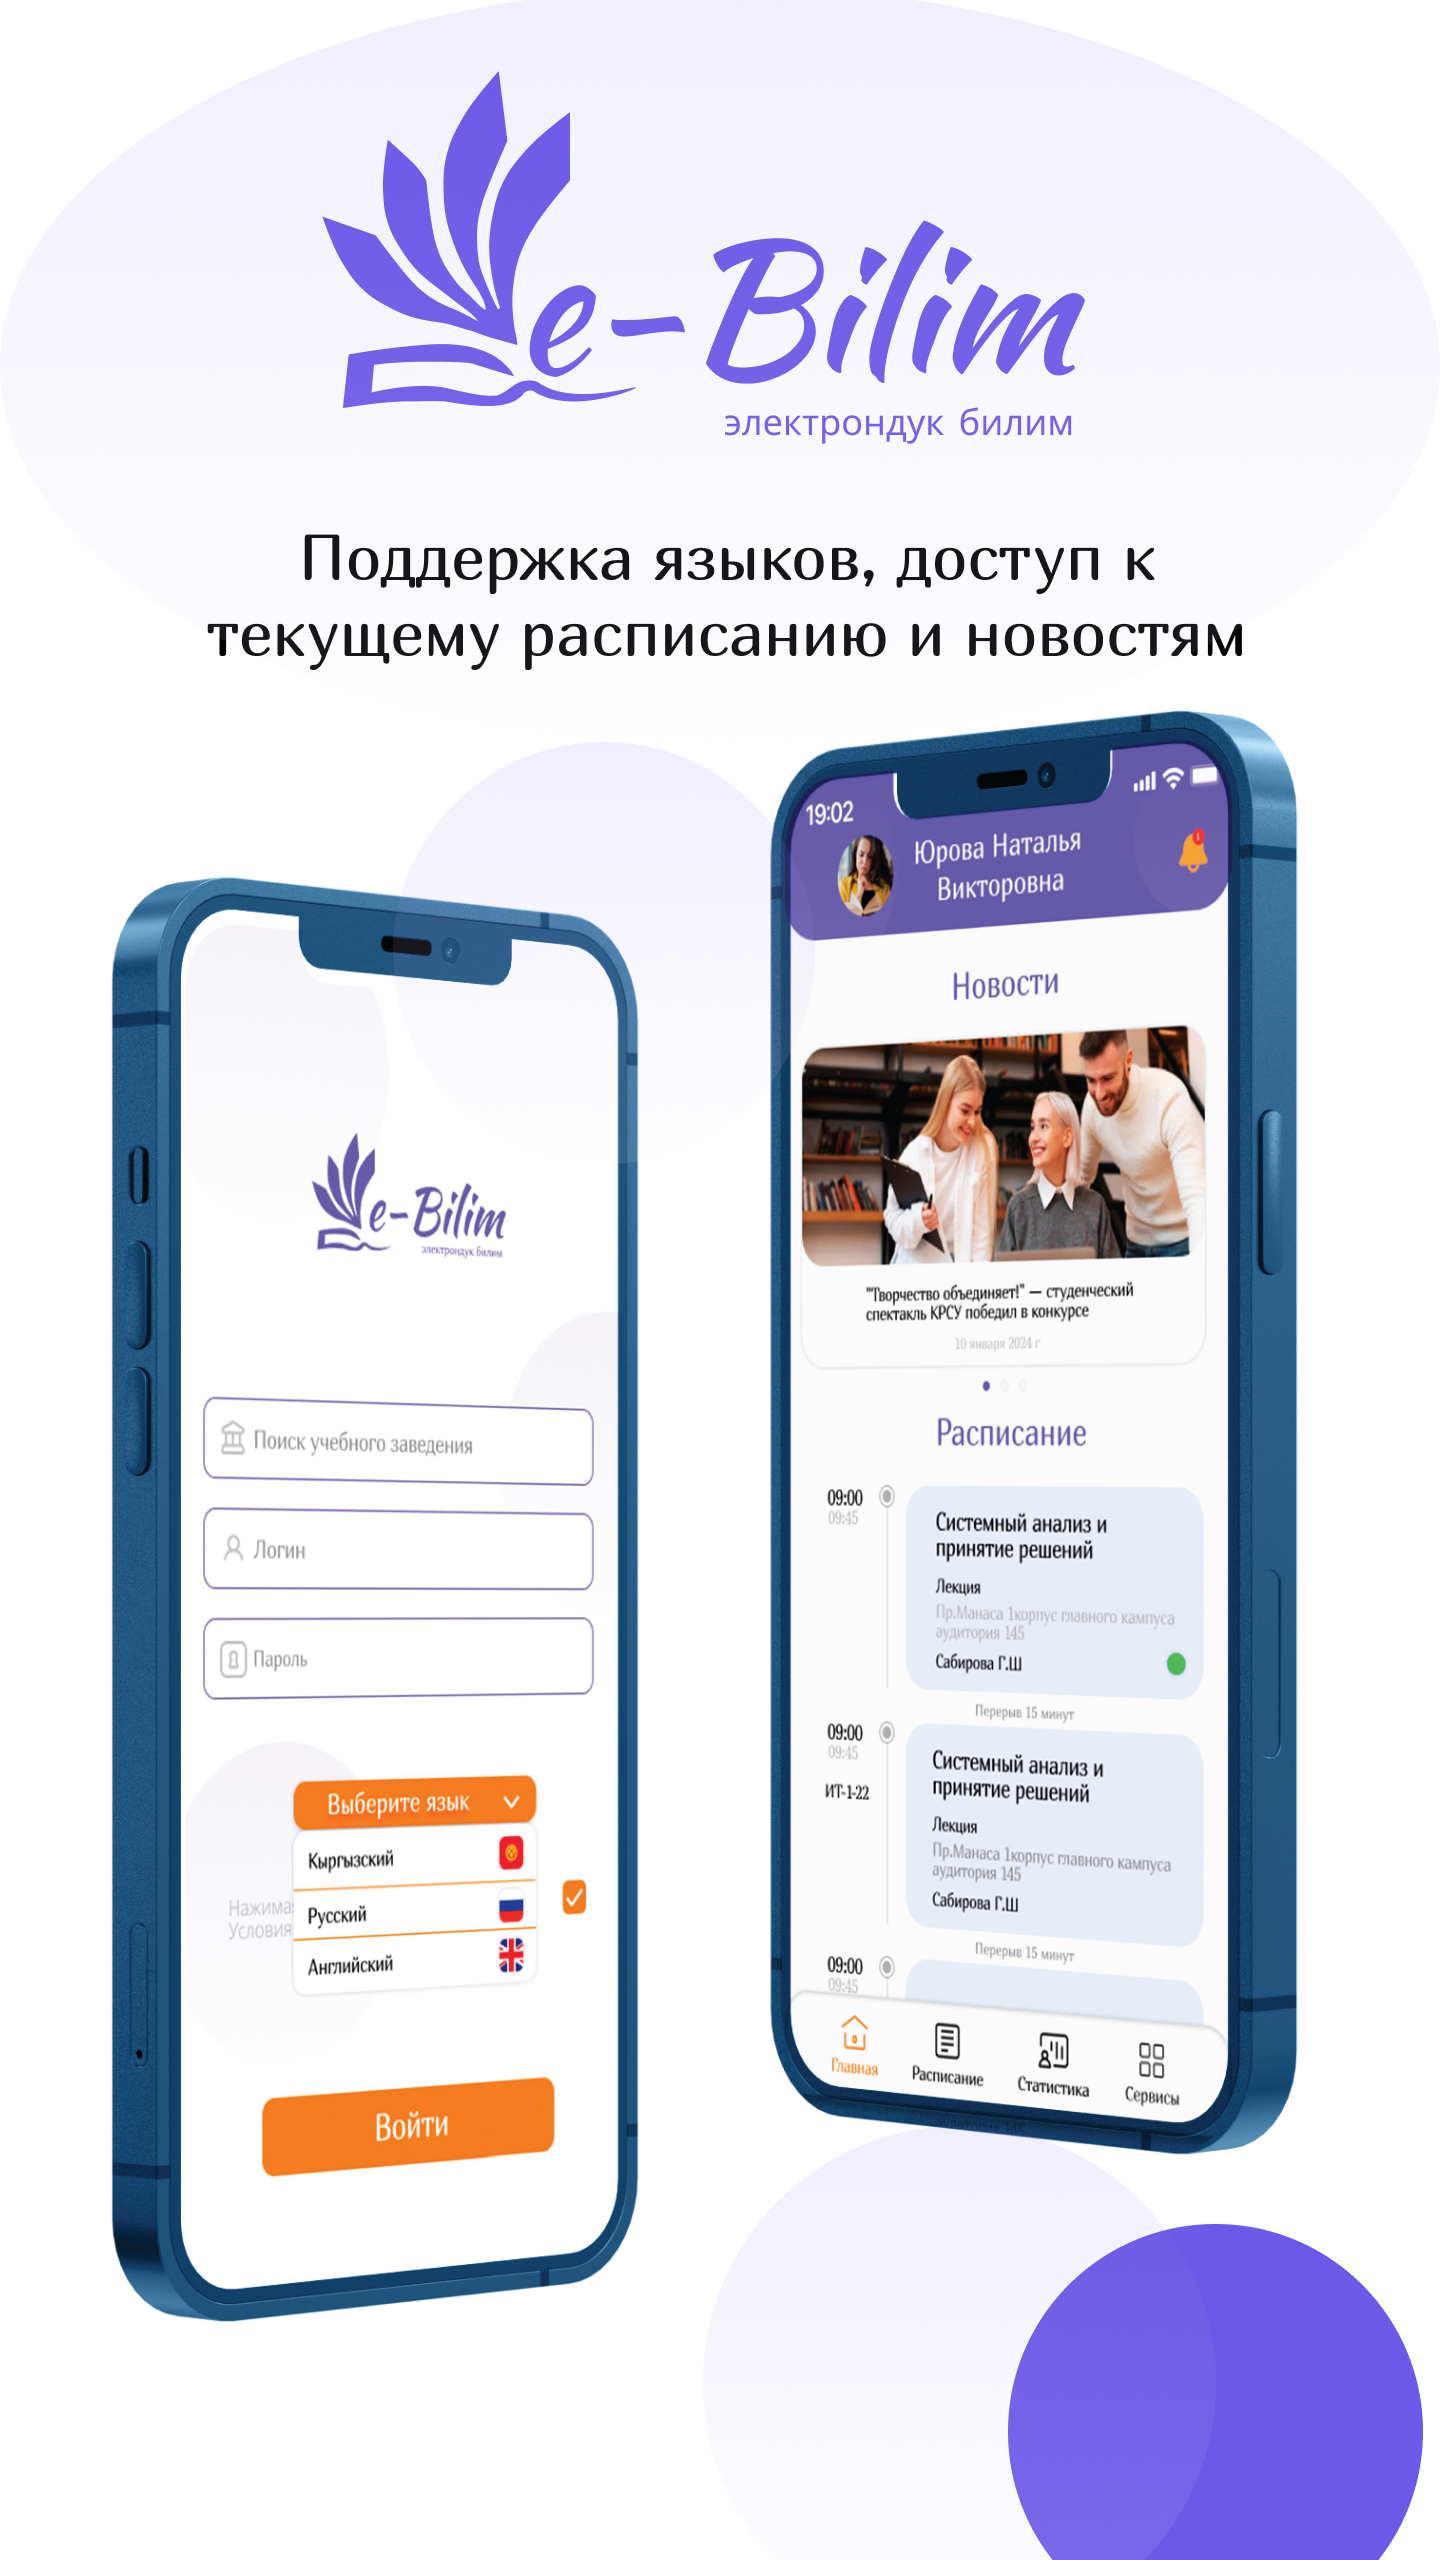 e-Bilim
электрондук билим
Поддержка языков, доступ к
текущему расписанию и новостям
e-Bilim
электрондук билим
Поиск учебного заведения
Логин
Пароль
Выберите язык
Кыргызский
Русский
Английский
Условия
Войти
19:02
Юрова Наталья
Викторовна
Новости
"Творчество объединяет!" — студенческий
спектакль КРСУ победил в конкурсе
10 января 2024 г
Расписание
09:00
09:45
Системный анализ и
принятие решений
Лекция
Пр.Манаса 1корпус главного кампуса
аудитория 145
Сабирова Г.Ш
Перерыв 15 минут
09:00
09:45
ИТ-1-22
Системный анализ и
принятие решений
Лекция
Пр.Манаса 1корпус главного кампуса
аудитория 145
Сабирова Г.Ш
Перерыв 15 минут
09:00
09:45
Главная
Расписание
Статистика
Сервисы